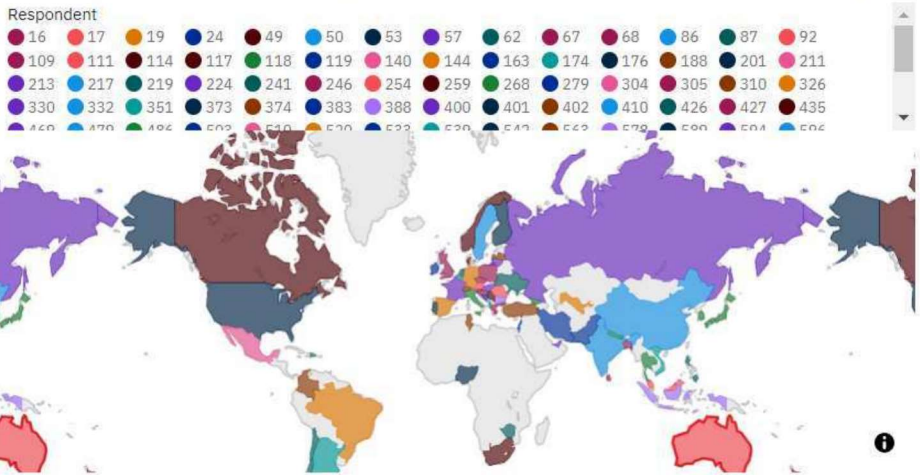 Respondent
16 17 19 24 49 50 53 57 62 67 68 86 87 92
109 111 114 117 118 119 140 144 163 174 176 188 201 211
213 217 219 224 241 246 254 259 268 279 304 305 310 326
330 332 351 373 374 383 388 400 401 402 410 426 427 435